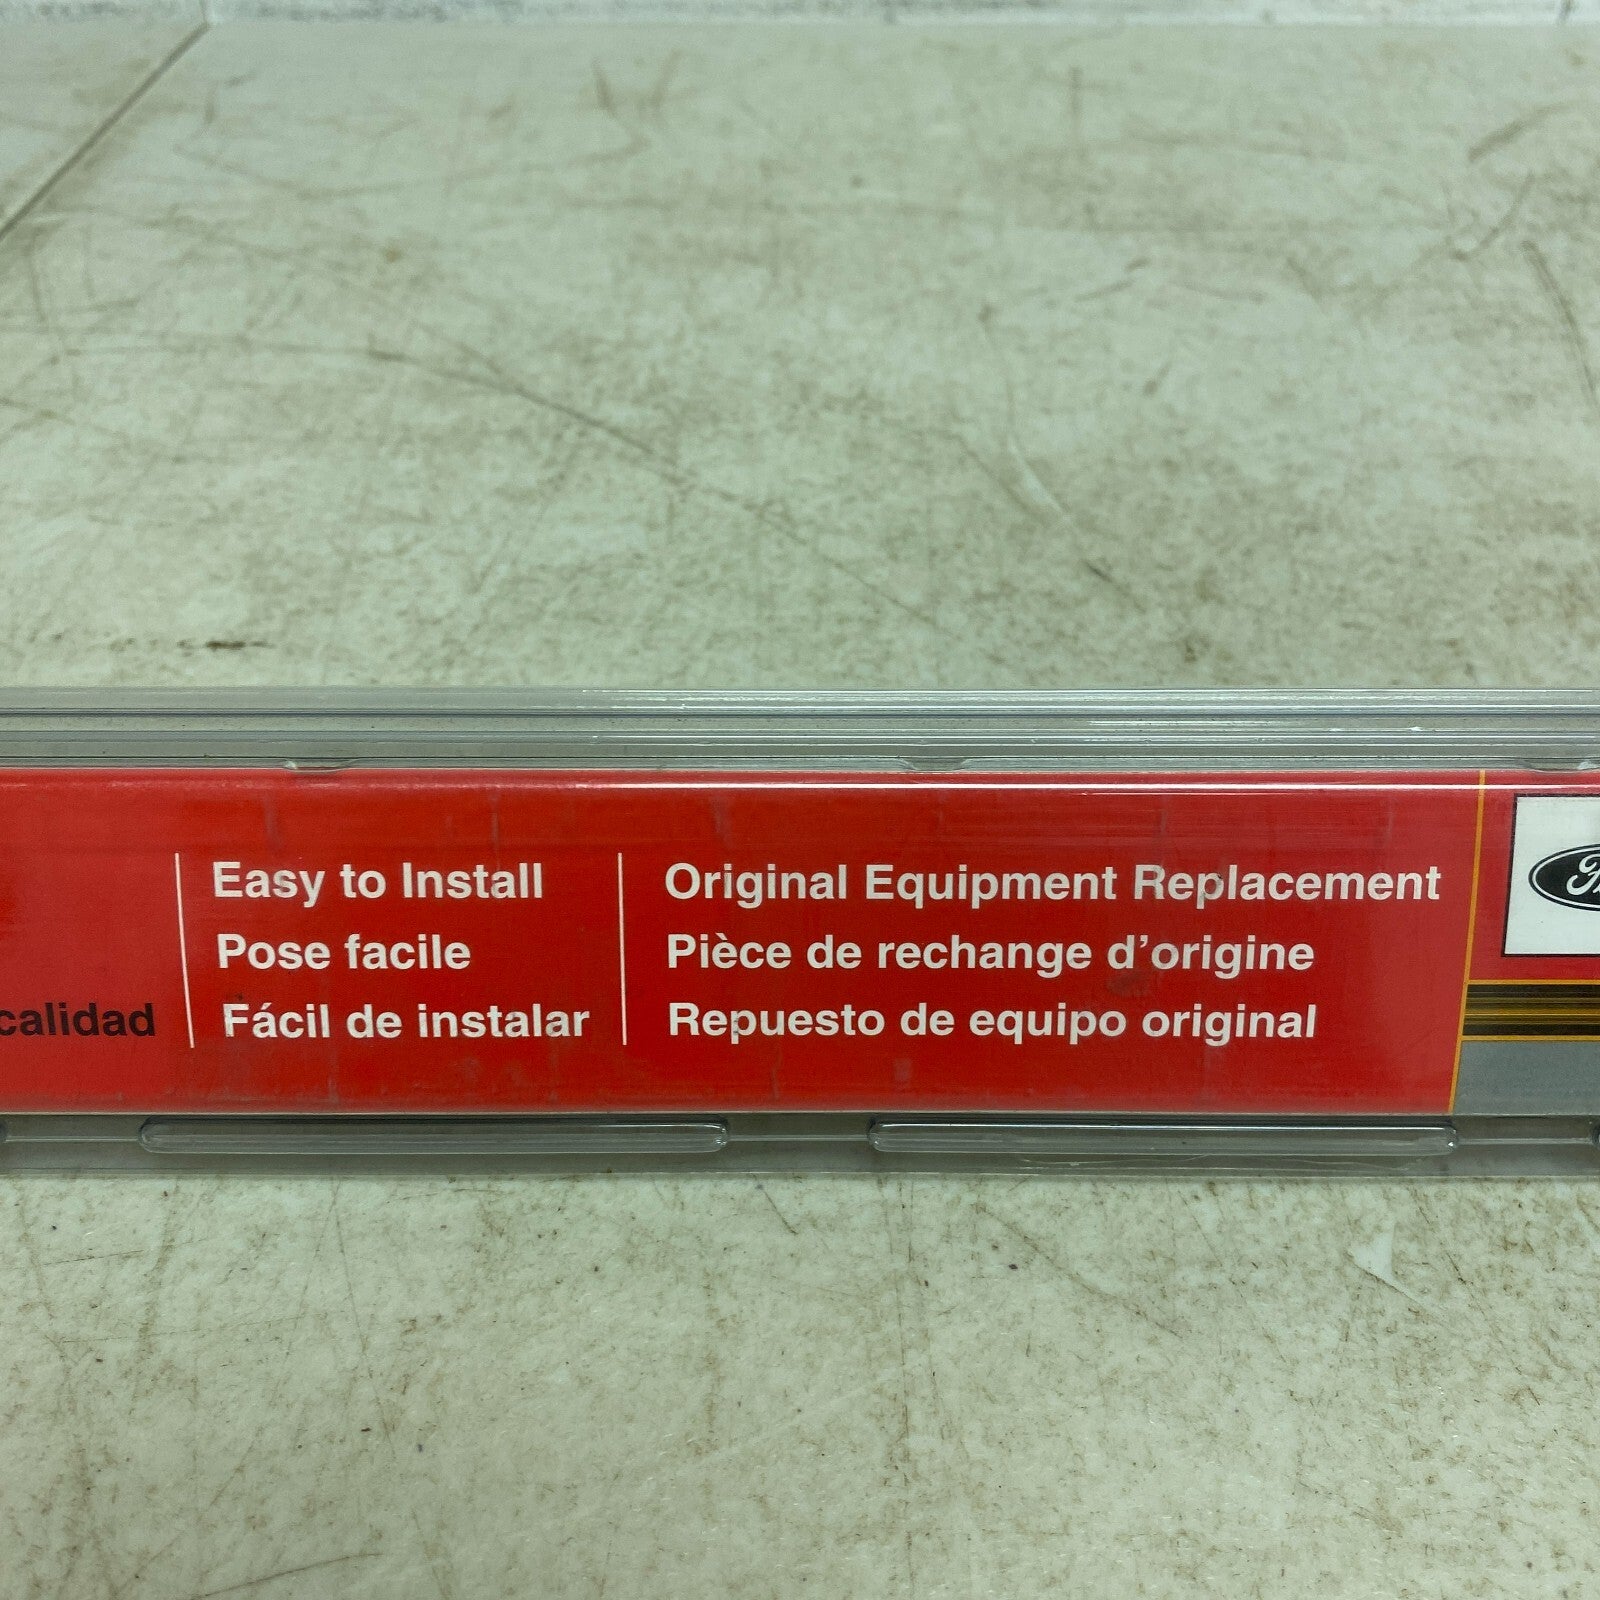 calidad
Easy to Install
Pose facile
Fácil de instalar
Original Equipment Replacement
Pièce de rechange d'origine
Repuesto de equipo original